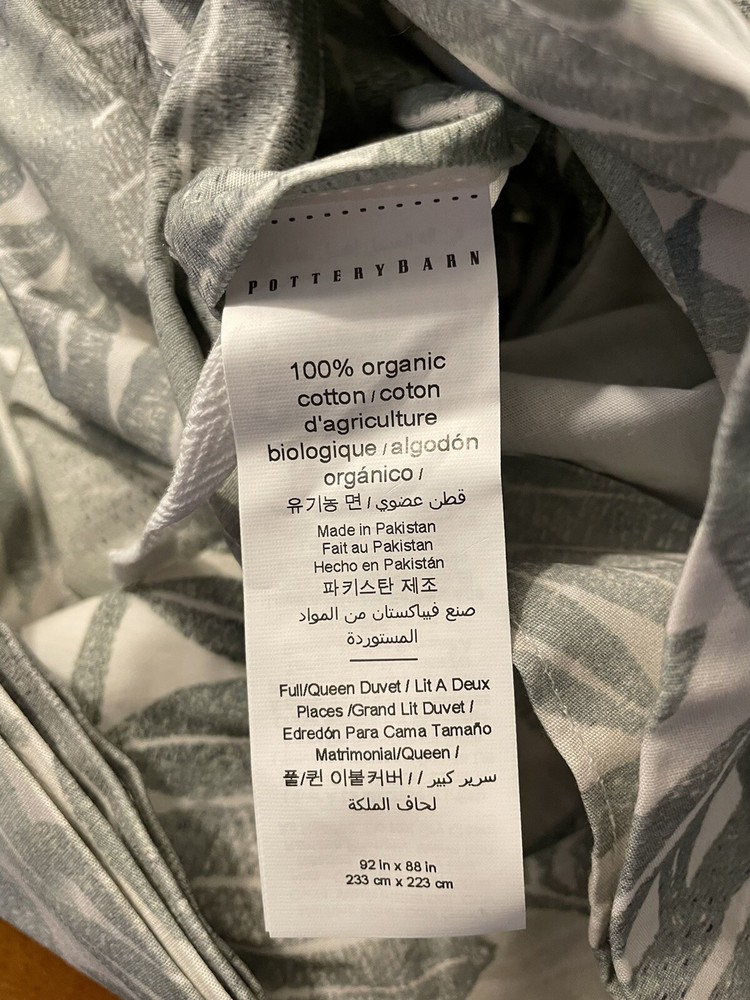 POTTERYBARN
100% organic
cotton / coton
d'agriculture
biologique / algodón
orgánico /
유기농 면 / قطن عضوي
Made in Pakistan
Fait au Pakistan
Hecho en Pakistán
파키스탄 제조
صنع فيباكستان من المواد
المستوردة
Full/Queen Duvet / Lit A Deux
Places /Grand Lit Duvet /
Edredón Para Cama Tamaño
Matrimonial/Queen /
풀/퀸 이불커버 / / سرير كبير
لحاف الملكة
92 in x 88 in
233 cm x 223 cm